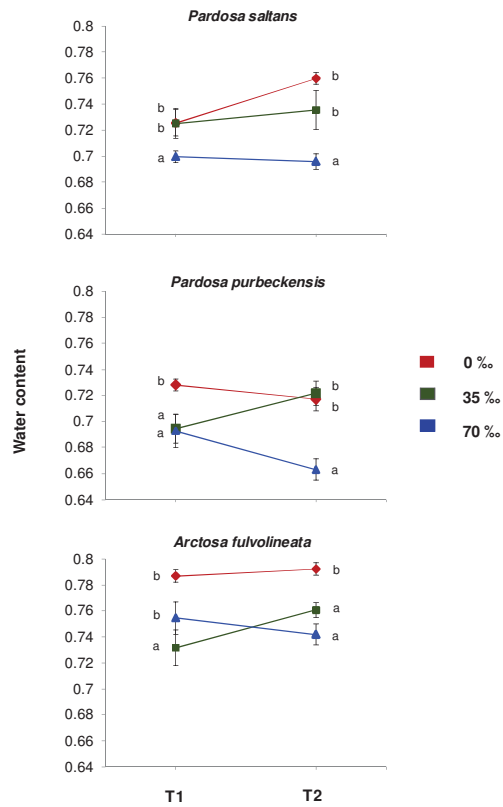 Pardosa saltans
0.8
0.78
0.76
0.74
0.72
0.7
0.68
0.66
0.64
b
b
a
b
b
a
Pardosa purbeckensis
0.8
0.78
0.76
0.74
0.72
0.7
0.68
0.66
0.64
b
a
a
b
b
a
Water content
0 ‰
35 ‰
70 ‰
Arctosa fulvolineata
0.8
0.78
0.76
0.74
0.72
0.7
0.68
0.66
0.64
b
b
a
b
a
a
T1 T2